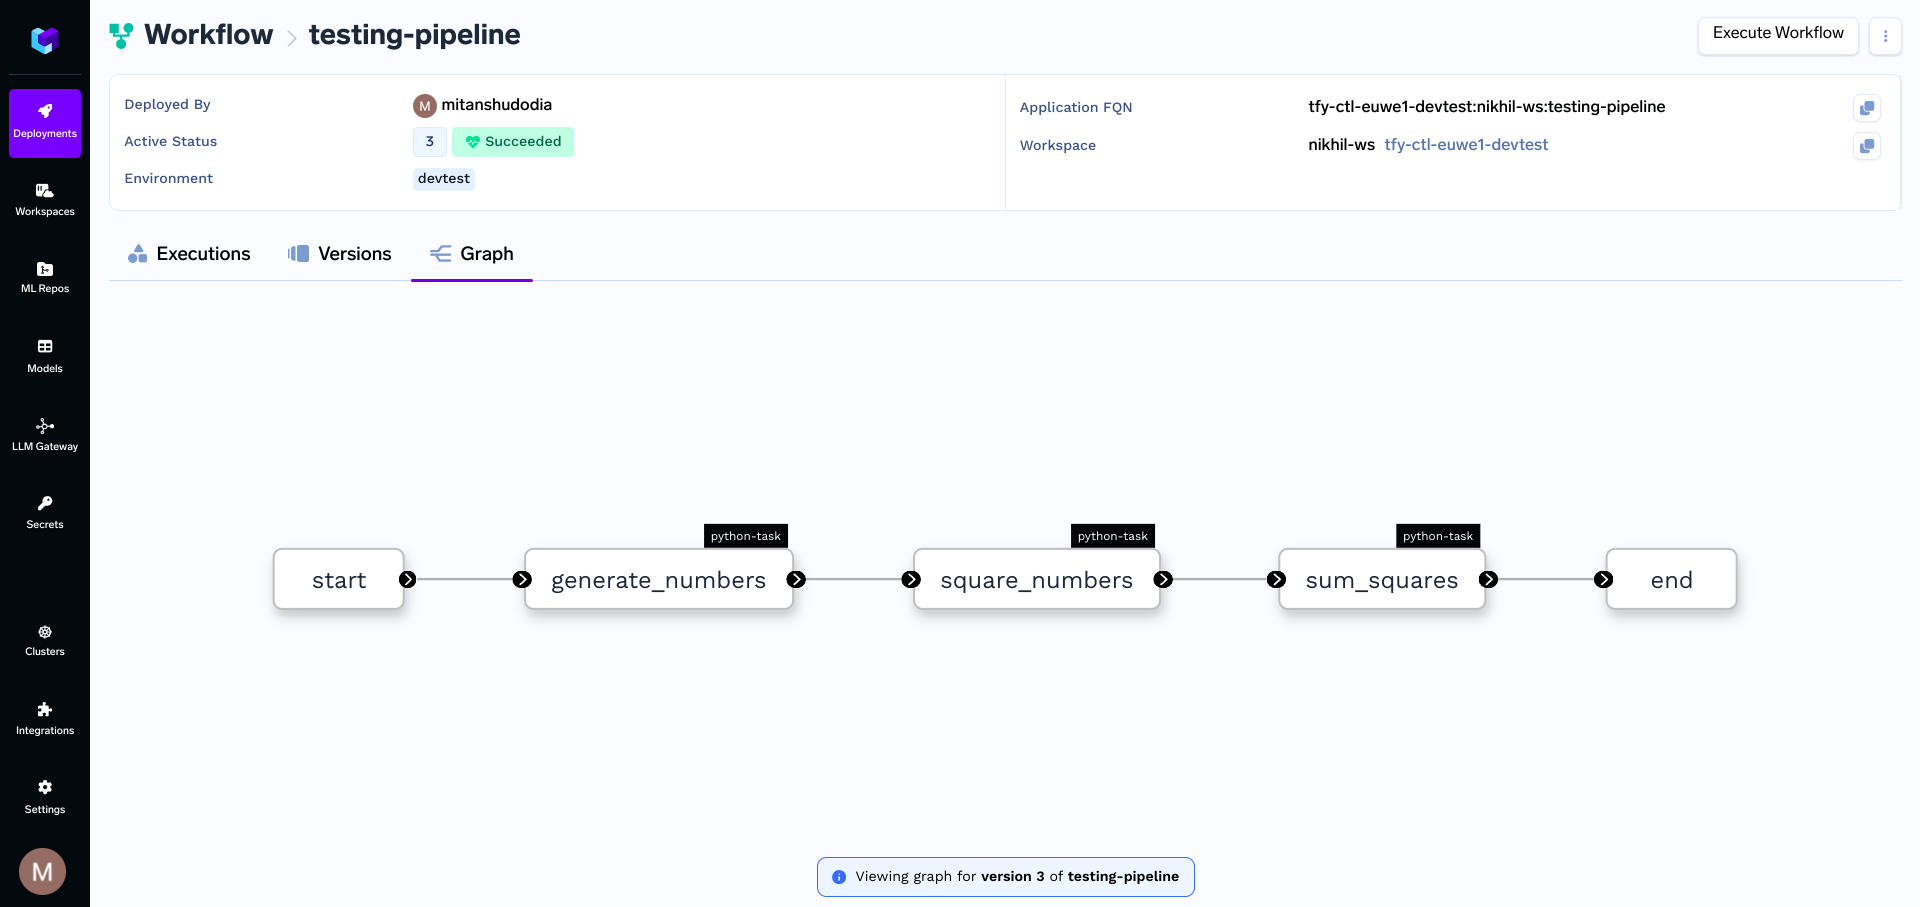 Workflow > testing-pipeline
Execute Workflow
Deployments
Workspaces
ML Repos
Models
LLM Gateway
Secrets
Clusters
Integrations
Settings
M
Deployed By
M mitanshudodia
Active Status
3 Succeeded
Environment
devtest
Application FQN
tfy-ctl-euwe1-devtest:nikhil-ws:testing-pipeline
Workspace
nikhil-ws tfy-ctl-euwe1-devtest
Executions Versions Graph
python-task python-task python-task
start generate_numbers square_numbers sum_squares end
Viewing graph for version 3 of testing-pipeline